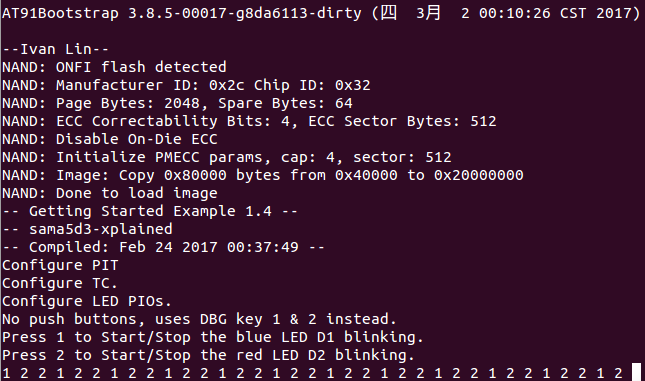 AT91Bootstrap 3.8.5-00017-g8da6113-dirty (四  3月  2 00:10:26 CST 2017)
--Ivan Lin--
NAND: ONFI flash detected
NAND: Manufacturer ID: 0x2c Chip ID: 0x32
NAND: Page Bytes: 2048, Spare Bytes: 64
NAND: ECC Correctability Bits: 4, ECC Sector Bytes: 512
NAND: Disable On-Die ECC
NAND: Initialize PMECC params, cap: 4, sector: 512
NAND: Image: Copy 0x80000 bytes from 0x40000 to 0x20000000
NAND: Done to load image
-- Getting Started Example 1.4 --
-- sama5d3-xplained
-- Compiled: Feb 24 2017 00:37:49 --
Configure PIT
Configure TC.
Configure LED PIOs.
No push buttons, uses DBG key 1 & 2 instead.
Press 1 to Start/Stop the blue LED D1 blinking.
Press 2 to Start/Stop the red LED D2 blinking.
1 2 2 1 2 2 1 2 2 1 2 2 1 2 2 1 2 2 1 2 2 1 2 2 1 2 2 1 2 2 1 2 2 1 2